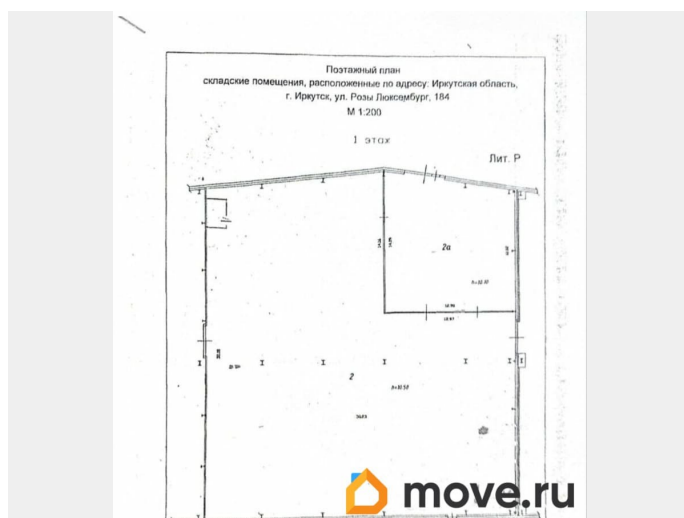 Поэтажный план
складские помещения, расположенные по адресу: Иркутская область,
г. Иркутск, ул. Розы Люксембург, 184
М 1:200
1 этаж
Лит. Р
2а
2
move.ru